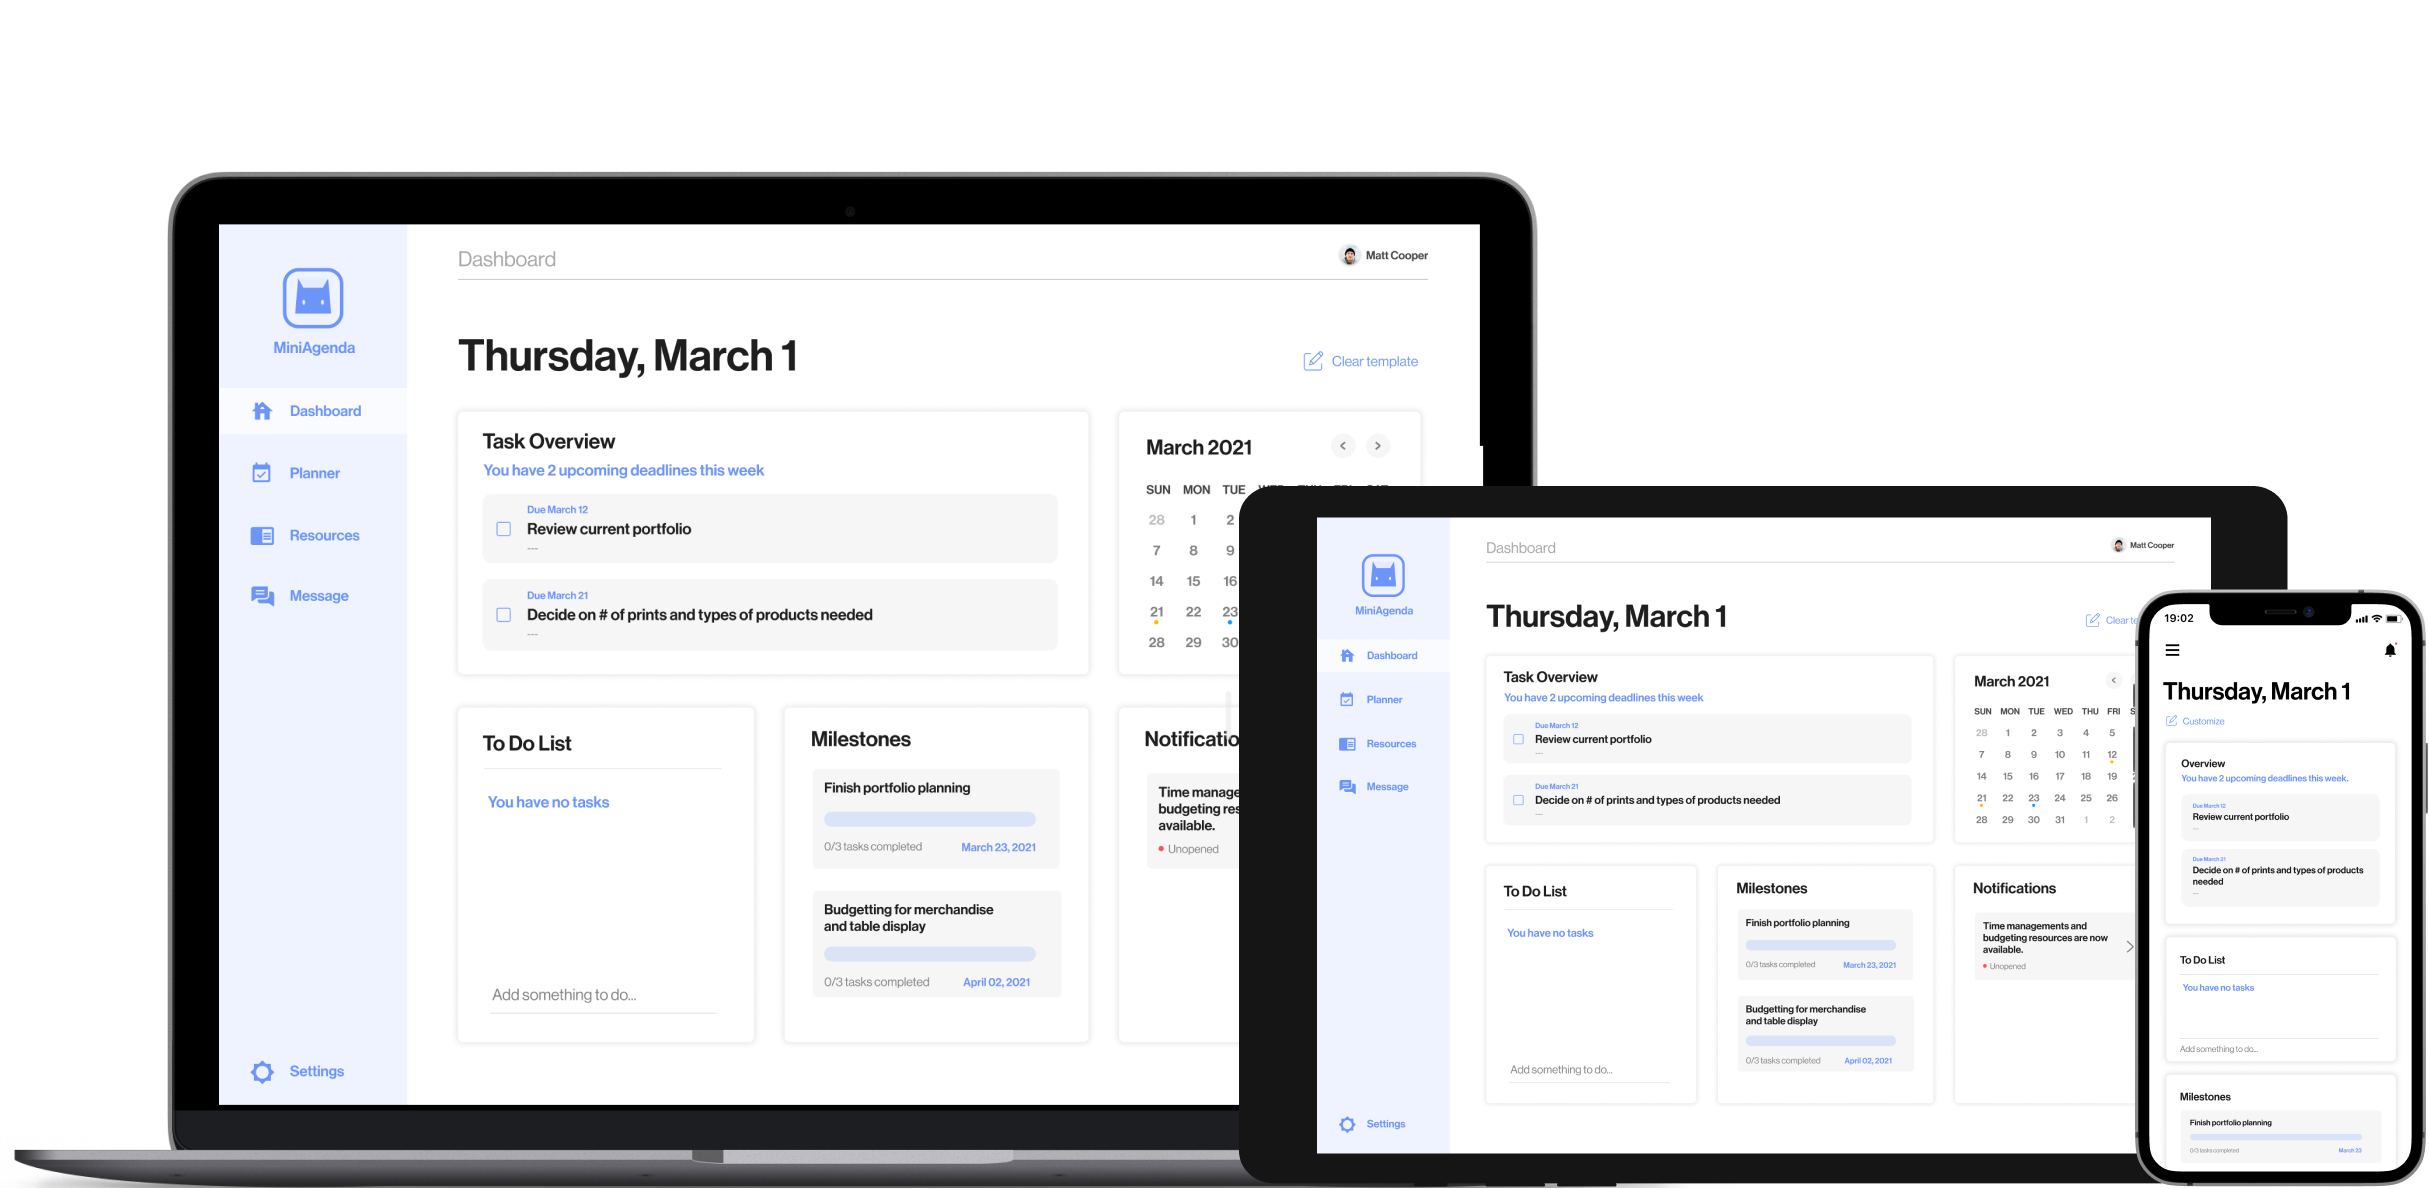 MiniAgenda
Dashboard
Planner
Resources
Message
Settings
Dashboard
Matt Cooper
Thursday, March 1
Clear template
Task Overview
You have 2 upcoming deadlines this week
Due March 12
Review current portfolio
---
Due March 21
Decide on # of prints and types of products needed
---
March 2021
SUN MON TUE
28 1 2
7 8 9
14 15 16
21 22 23
28 29 30
To Do List
You have no tasks
Add something to do...
Milestones
Finish portfolio planning
0/3 tasks completed March 23, 2021
Budgetting for merchandise
and table display
0/3 tasks completed April 02, 2021
Notificatio
Time manage
budgeting res
available.
Unopened
MiniAgenda
Dashboard
Planner
Resources
Message
Settings
Dashboard
Matt Cooper
Thursday, March 1
Clear te
Task Overview
You have 2 upcoming deadlines this week
Due March 12
Review current portfolio
---
Due March 21
Decide on # of prints and types of products needed
---
March 2021
SUN MON TUE WED THU FRI S
28 1 2 3 4 5
7 8 9 10 11 12
14 15 16 17 18 19
21 22 23 24 25 26
28 29 30 31 1 2
To Do List
You have no tasks
Add something to do...
Milestones
Finish portfolio planning
0/3 tasks completed March 23, 2021
Budgetting for merchandise
and table display
0/3 tasks completed April 02, 2021
Notifications
Time managements and
budgeting resources are now
available.
Unopened
19:02
Thursday, March 1
Customize
Overview
You have 2 upcoming deadlines this week.
Due March 12
Review current portfolio
---
Due March 21
Decide on # of prints and types of products
needed
---
To Do List
You have no tasks
Add something to do...
Milestones
Finish portfolio planning
0/3 tasks completed March 23